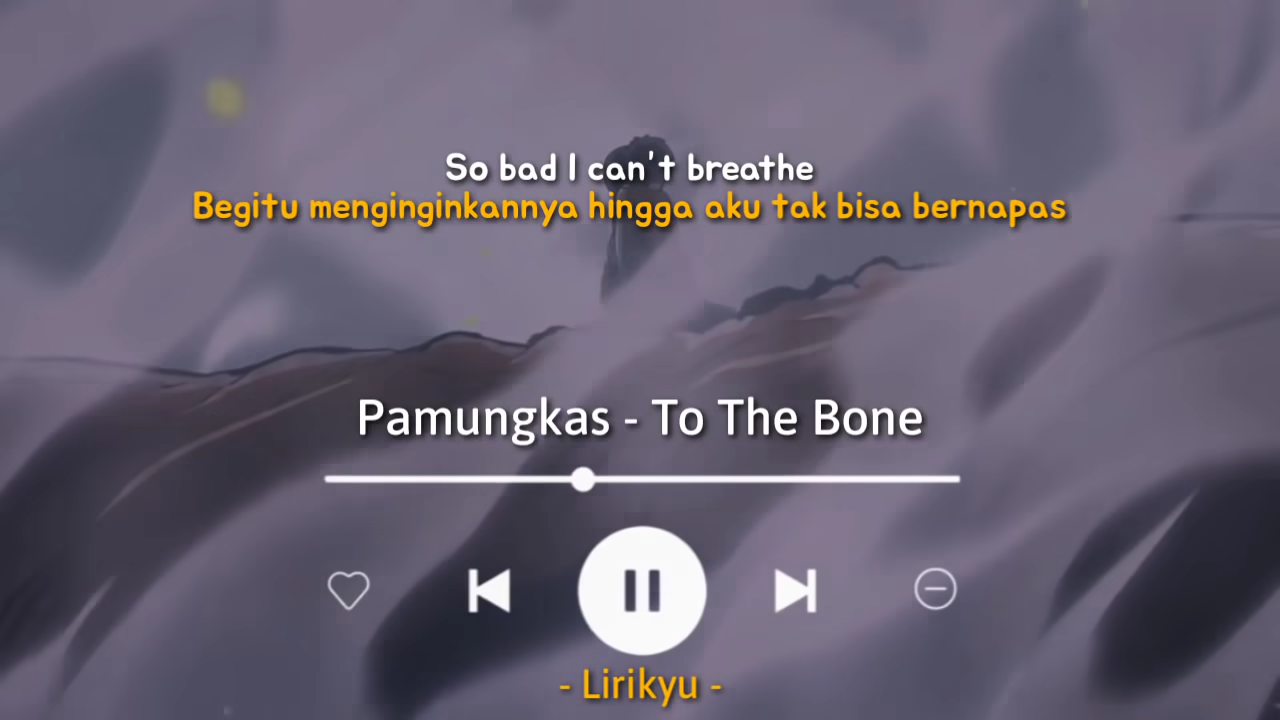 So bad I can't breathe
Begitu menginginkannya hingga aku tak bisa bernapas
Pamungkas - To The Bone
- Lirikyu -